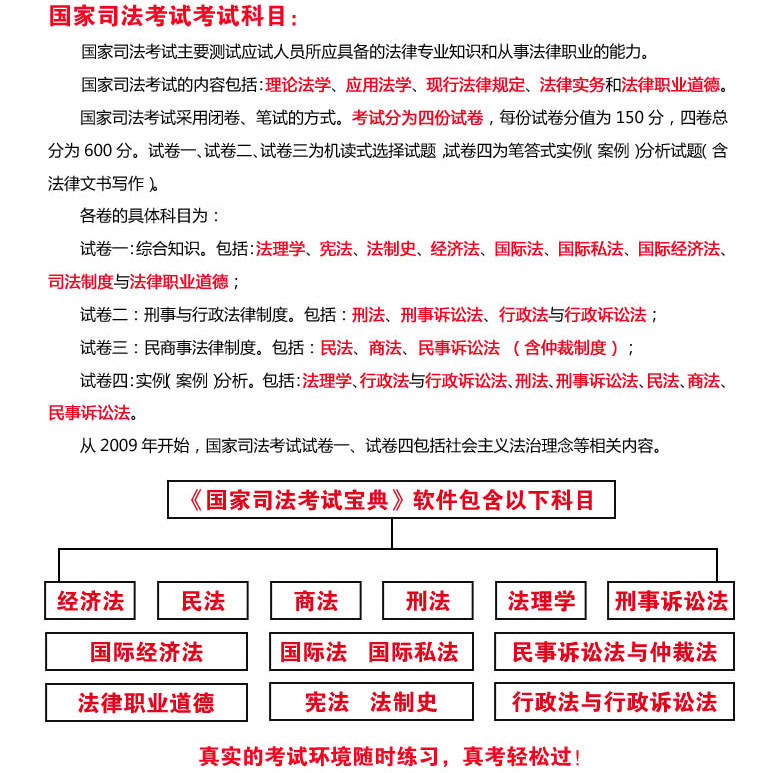 国家司法考试考试科目：
国家司法考试主要测试应试人员所应具备的法律专业知识和从事法律职业的能力。
国家司法考试的内容包括：理论法学、应用法学、现行法律规定、法律实务和法律职业道德。
国家司法考试采用闭卷、笔试的方式。考试分为四份试卷，每份试卷分值为150分，四卷总
分为600分。试卷一、试卷二、试卷三为机读式选择试题，试卷四为笔答式实例（案例）分析试题（含
法律文书写作）。
各卷的具体科目为：
试卷一：综合知识。包括：法理学、宪法、法制史、经济法、国际法、国际私法、国际经济法、
司法制度与法律职业道德；
试卷二：刑事与行政法律制度。包括：刑法、刑事诉讼法、行政法与行政诉讼法；
试卷三：民商事法律制度。包括：民法、商法、民事诉讼法（含仲裁制度）；
试卷四：实例（案例）分析。包括：法理学、行政法与行政诉讼法、刑法、刑事诉讼法、民法、商法、
民事诉讼法。
从2009年开始，国家司法考试试卷一、试卷四包括社会主义法治理念等相关内容。
《国家司法考试宝典》软件包含以下科目
经济法 民法 商法 刑法 法理学 刑事诉讼法
国际经济法 国际法 国际私法 民事诉讼法与仲裁法
法律职业道德 宪法 法制史 行政法与行政诉讼法
真实的考试环境随时练习，真考轻松过！